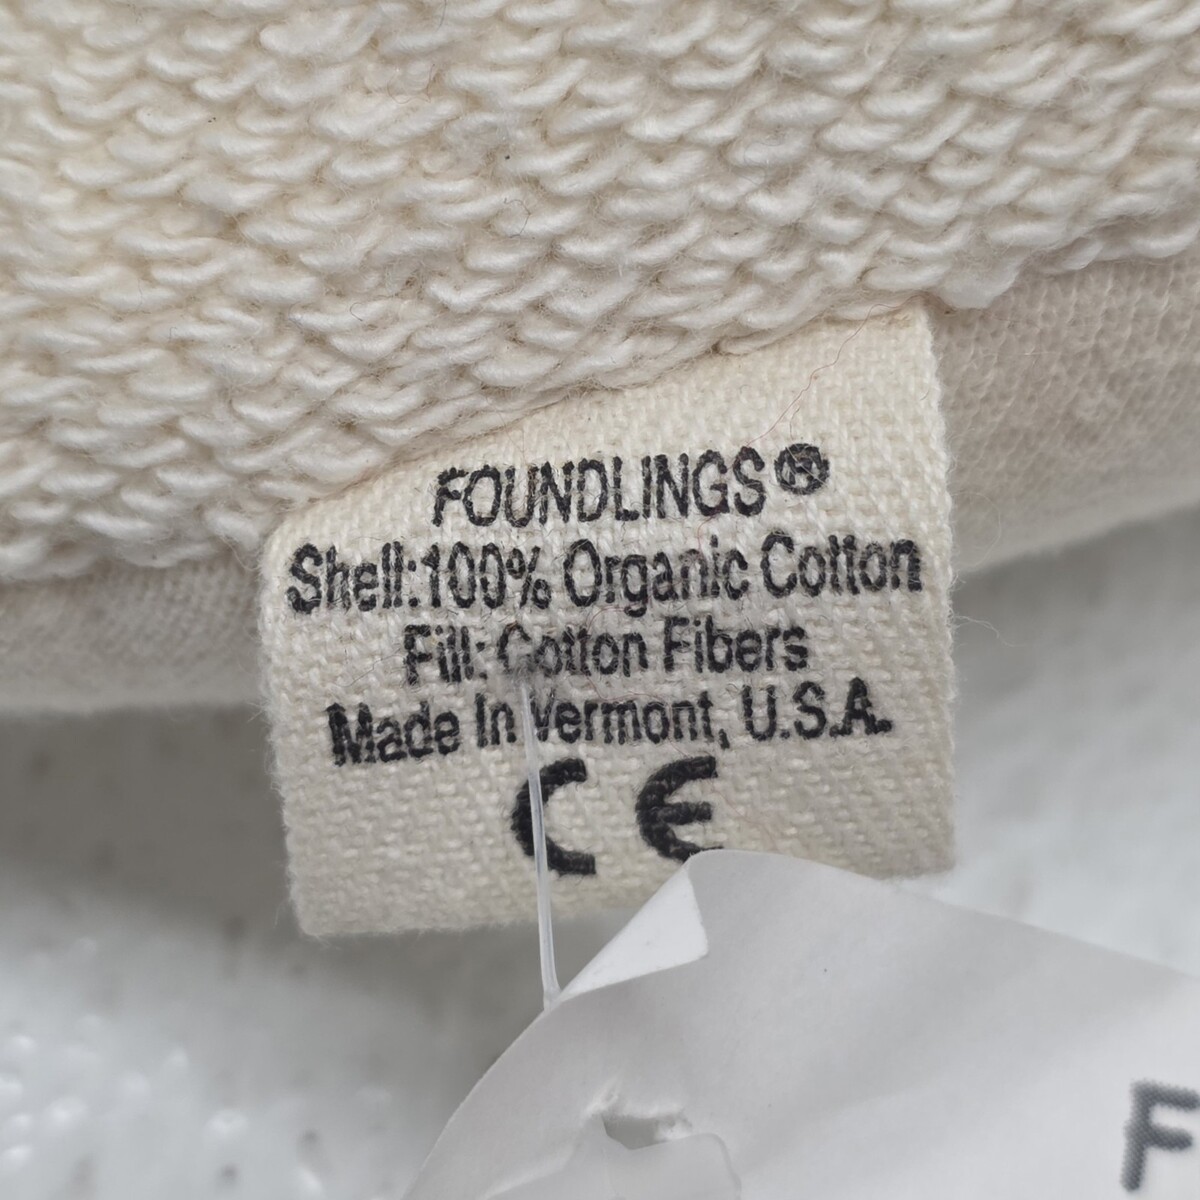 FOUNDLINGS®
Shell:100% Organic Cotton
Fill: Cotton Fibers
Made In Vermont, U.S.A.
CE
F